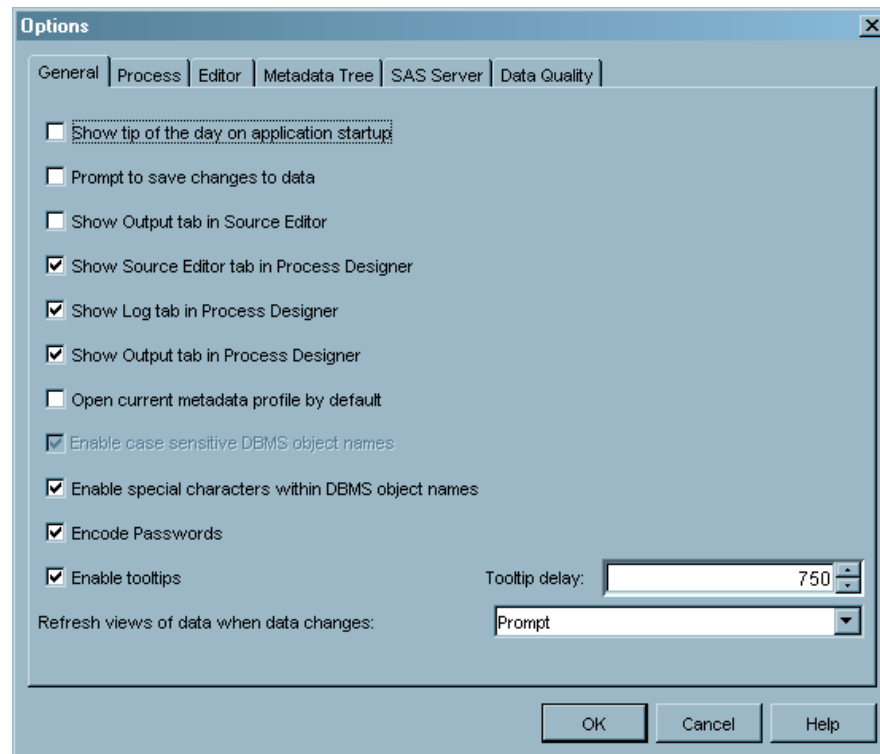 Options
General Process Editor Metadata Tree SAS Server Data Quality
Show tip of the day on application startup
Prompt to save changes to data
Show Output tab in Source Editor
Show Source Editor tab in Process Designer
Show Log tab in Process Designer
Show Output tab in Process Designer
Open current metadata profile by default
Enable case sensitive DBMS object names
Enable special characters within DBMS object names
Encode Passwords
Enable tooltips Tooltip delay: 750
Refresh views of data when data changes: Prompt
OK Cancel Help